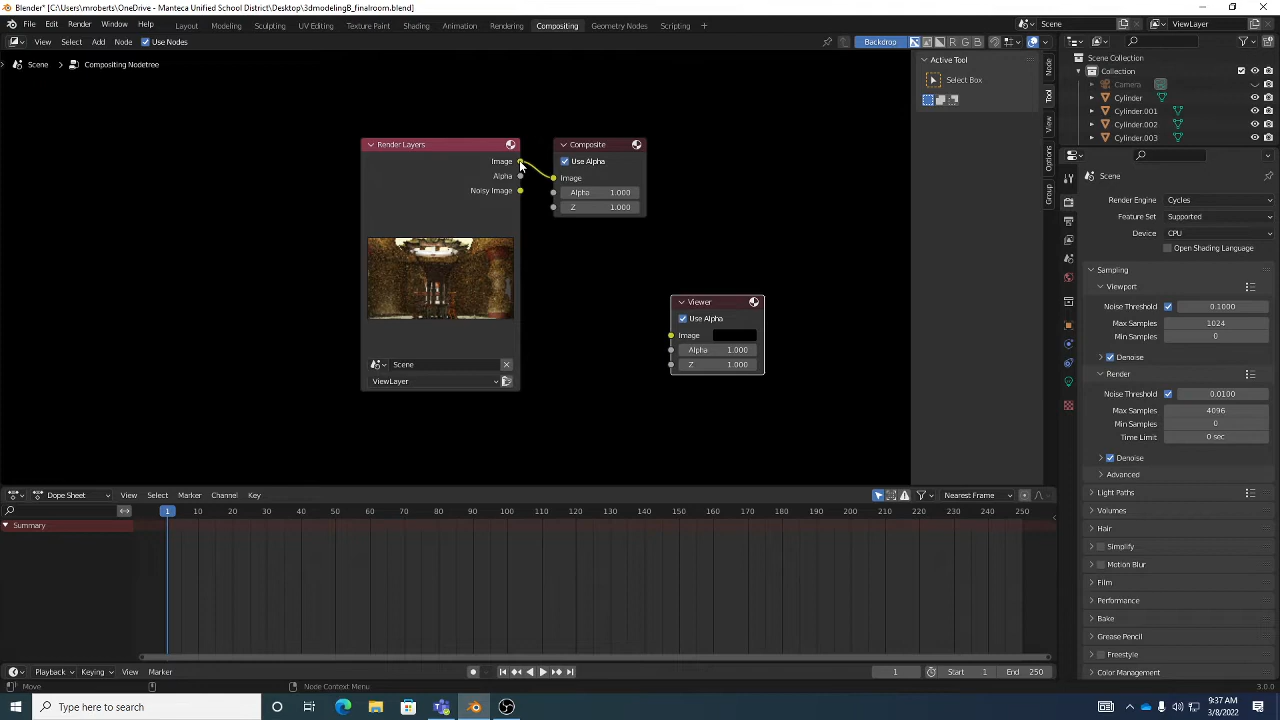 Blender* [C:\Users\mroberts\OneDrive - Manteca Unified School District\Desktop\3dmodelingB_finalroom.blend]
File Edit Render Window Help Layout Modeling Sculpting UV Editing Texture Paint Shading Animation Rendering Compositing Geometry Nodes Scripting + Scene ViewLayer
View Select Add Node Use Nodes Backdrop R G B
Scene > Compositing Nodetree
Active Tool
Select Box
Node
Tool
View
Options
Group
Scene Collection
Collection
Camera
Cylinder
Cylinder.001
Cylinder.002
Cylinder.003
Render Layers
Image
Alpha
Noisy Image
Scene
ViewLayer
Composite
Use Alpha
Image
Alpha 1.000
Z 1.000
Viewer
Use Alpha
Image
Alpha 1.000
Z 1.000
Scene
Render Engine Cycles
Feature Set Supported
Device CPU
Open Shading Language
Sampling
Viewport
Noise Threshold 0.1000
Max Samples 1024
Min Samples 0
Denoise
Render
Noise Threshold 0.0100
Max Samples 4096
Min Samples 0
Time Limit 0 sec
Denoise
Advanced
Light Paths
Volumes
Hair
Simplify
Motion Blur
Film
Performance
Bake
Grease Pencil
Freestyle
Color Management
Dope Sheet View Select Marker Channel Key Nearest Frame
1 10 20 30 40 50 60 70 80 90 100 110 120 130 140 150 160 170 180 190 200 210 220 230 240 250
Summary
Playback Keying View Marker 1 Start 1 End 250
Move Node Context Menu 3.0.0
Type here to search
9:37 AM
3/8/2022